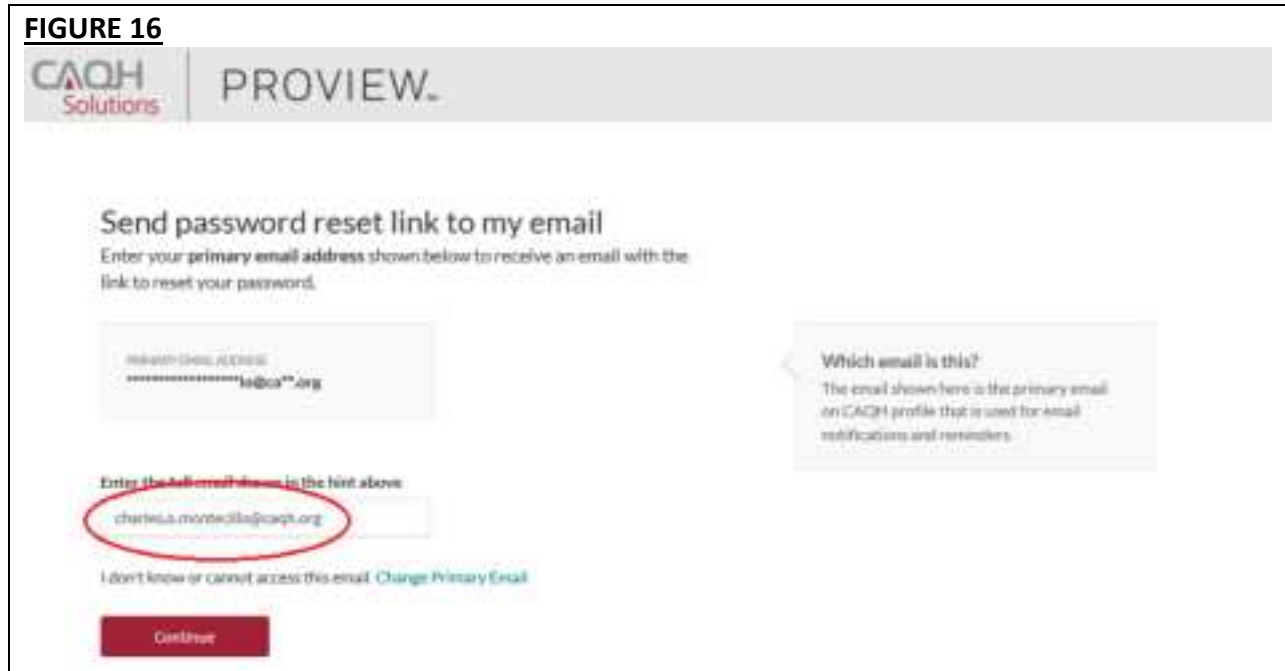 FIGURE 16
CAQH Solutions
PROVIEW™
Send password reset link to my email
Enter your primary email address shown below to receive an email with the
link to reset your password.
PRIMARY EMAIL ADDRESS
********************lo@ca**.org
Which email is this?
The email shown here is the primary email
on CAQH profile that is used for email
notifications and reminders.
Enter the full email shown in the hint above
charles.a.montecillo@caqh.org
I don't know or cannot access this email. Change Primary Email
Continue